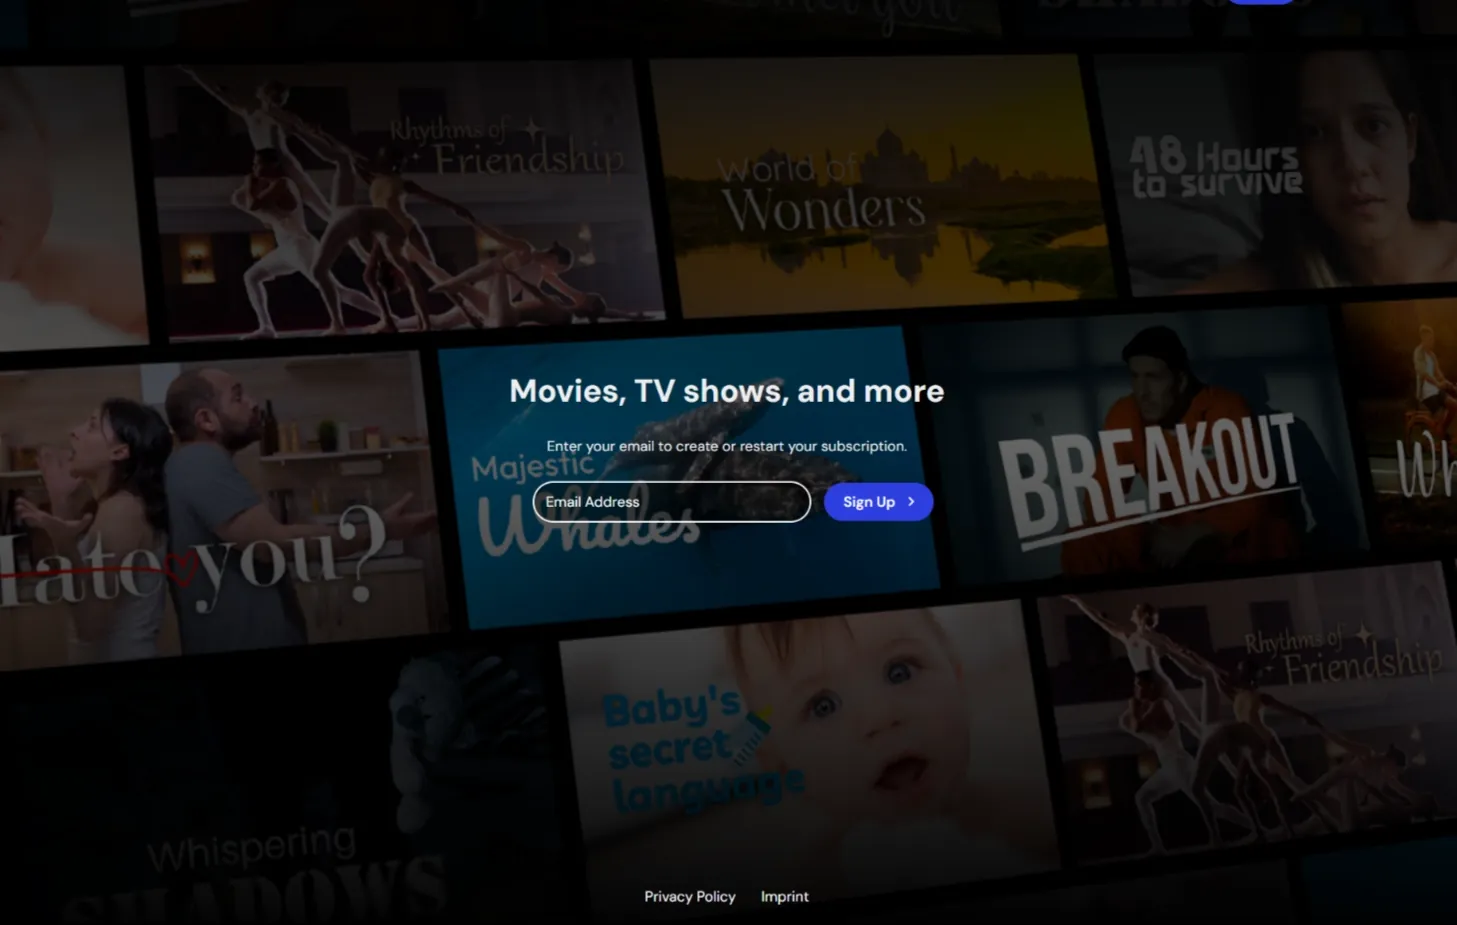 Rhythms of
Friendship
World of
Wonders
48 Hours
to survive
Movies, TV shows, and more
Enter your email to create or restart your subscription.
Majestic
Whales
Email Address
Sign Up
BREAKOUT
you?
Baby's
secret
language
Rhythms of
Friendship
Whispering
SHADOWS
Privacy Policy
Imprint